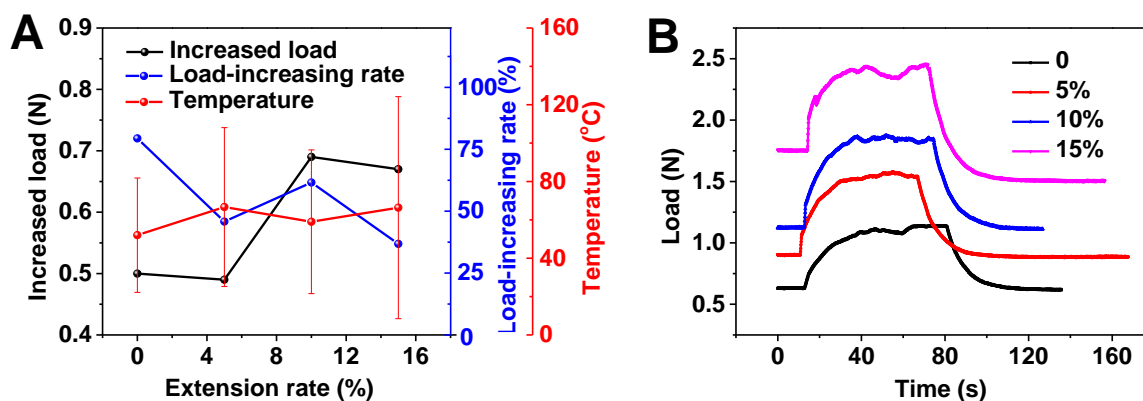 A
Increased load
Load-increasing rate
Temperature
Increased load (N)
0.9
0.8
0.7
0.6
0.5
0.4
0 4 8 12 16
Extension rate (%)
100
75
50
25
0
Load-increasing rate (%)
160
120
80
40
0
Temperature (°C)
B
0
5%
10%
15%
Load (N)
2.5
2.0
1.5
1.0
0.5
0 40 80 120 160
Time (s)